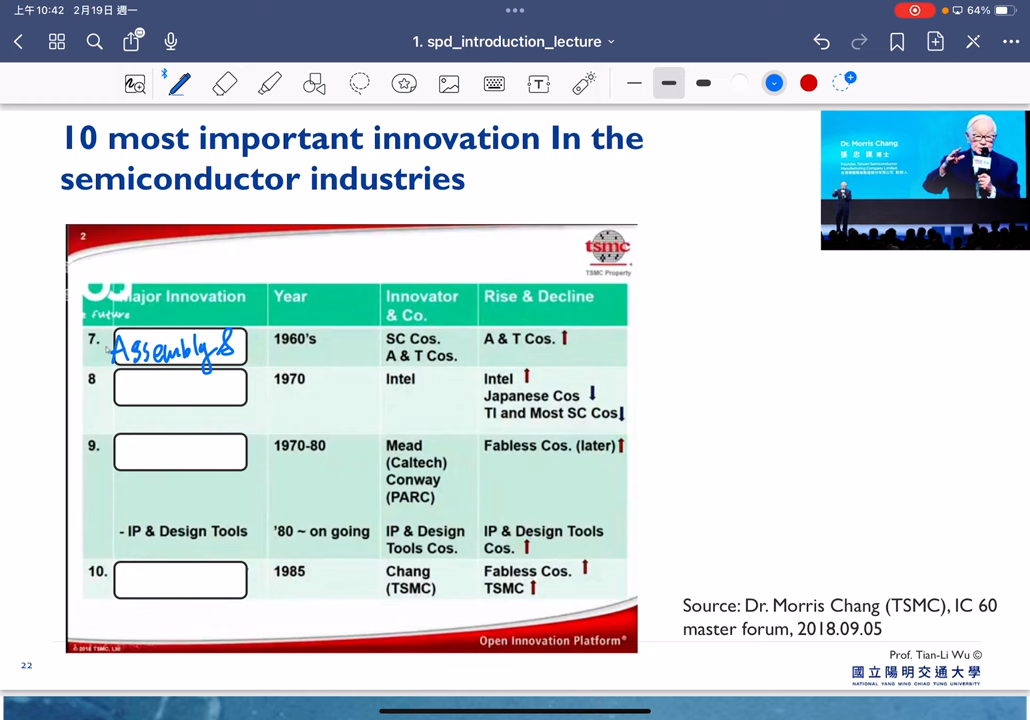 上午10:42 2月19日 週一
64%
1. spd_introduction_lecture
10 most important innovation In the
semiconductor industries
Dr. Morris Chang
張 忠 謀 博士
2
tsmc
TSMC Property
Major Innovation Year Innovator & Co. Rise & Decline
future
7. Assembly & 1960's SC Cos. A & T Cos.
A & T Cos.
8 1970 Intel Intel
Japanese Cos
TI and Most SC Cos
9. 1970-80 Mead Fabless Cos. (later)
(Caltech)
Conway
(PARC)
- IP & Design Tools '80 ~ on going IP & Design IP & Design Tools
Tools Cos. Cos.
10. 1985 Chang Fabless Cos.
(TSMC) TSMC
Open Innovation Platform®
Source: Dr. Morris Chang (TSMC), IC 60
master forum, 2018.09.05
Prof. Tian-Li Wu ©
22
國立陽明交通大學
NATIONAL YANG MING CHIAO TUNG UNIVERSITY